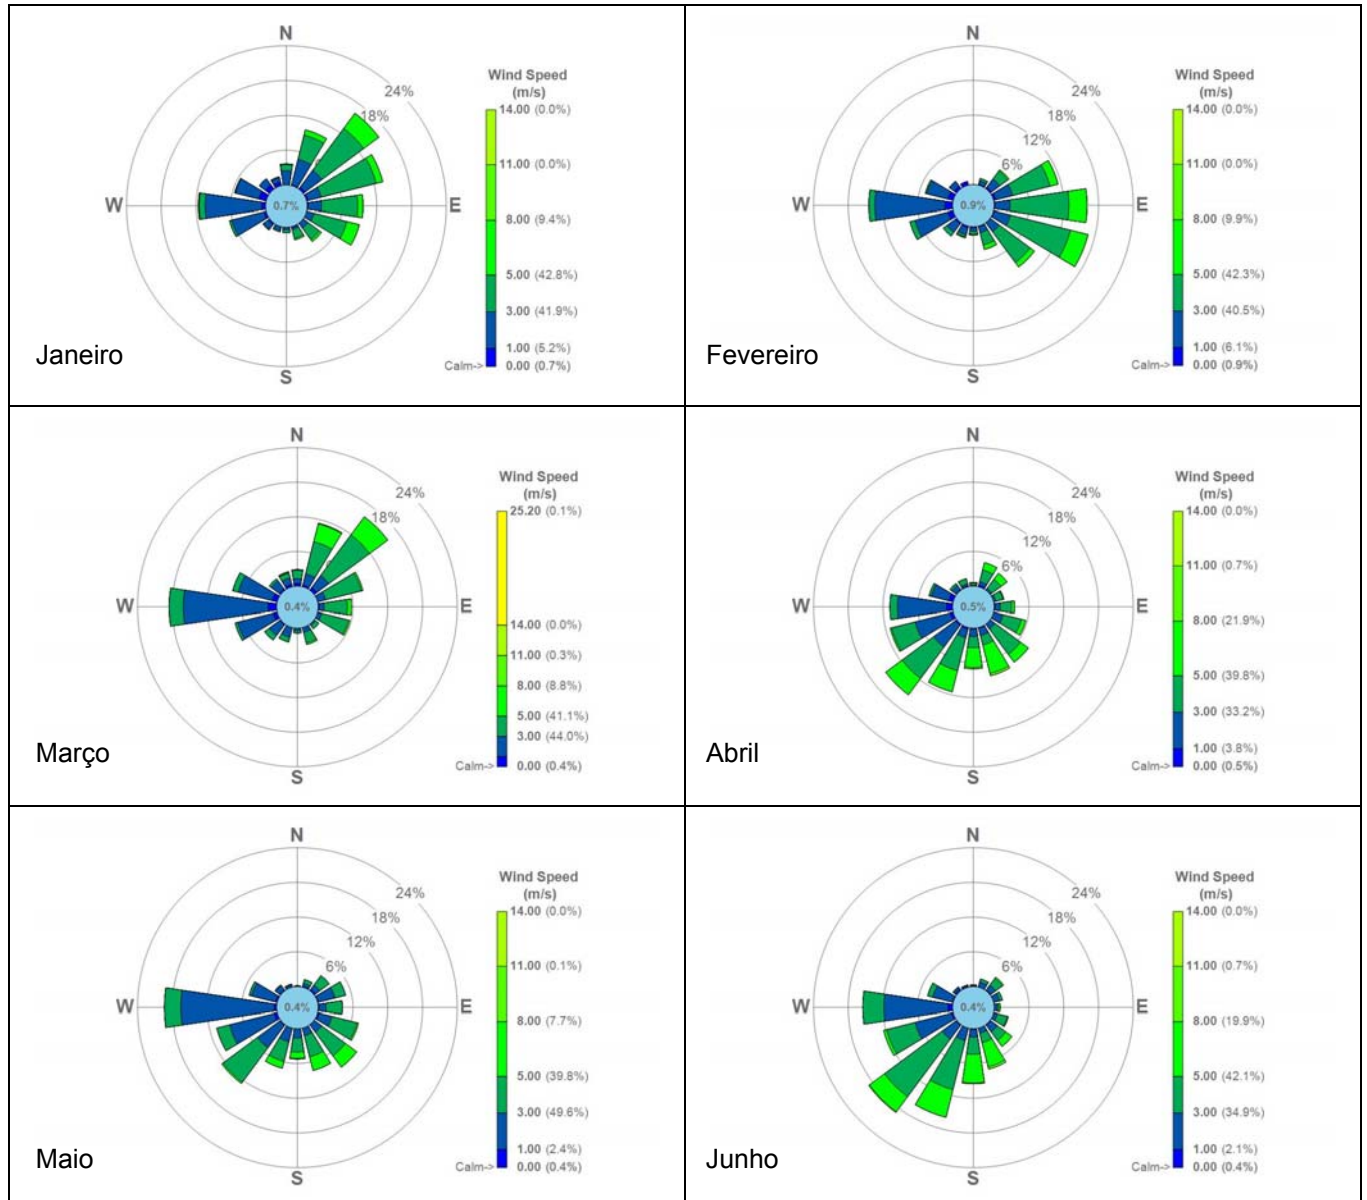 N
24%
18%
W
0.7%
E
S
Wind Speed
(m/s)
14.00 (0.0%)
11.00 (0.0%)
8.00 (9.4%)
5.00 (42.8%)
3.00 (41.9%)
1.00 (5.2%)
Calm-> 0.00 (0.7%)
Janeiro
N
24%
18%
12%
6%
W
0.9%
E
S
Wind Speed
(m/s)
14.00 (0.0%)
11.00 (0.0%)
8.00 (9.9%)
5.00 (42.3%)
3.00 (40.5%)
1.00 (6.1%)
Calm-> 0.00 (0.9%)
Fevereiro
N
24%
18%
W
0.4%
E
S
Wind Speed
(m/s)
25.20 (0.1%)
14.00 (0.0%)
11.00 (0.3%)
8.00 (8.8%)
5.00 (41.1%)
3.00 (44.0%)
Calm-> 0.00 (0.4%)
Março
N
24%
18%
12%
6%
W
0.5%
E
S
Wind Speed
(m/s)
14.00 (0.0%)
11.00 (0.7%)
8.00 (21.9%)
5.00 (39.8%)
3.00 (33.2%)
1.00 (3.8%)
Calm-> 0.00 (0.5%)
Abril
N
24%
18%
12%
6%
W
0.4%
E
S
Wind Speed
(m/s)
14.00 (0.0%)
11.00 (0.1%)
8.00 (7.7%)
5.00 (39.8%)
3.00 (49.6%)
1.00 (2.4%)
Calm-> 0.00 (0.4%)
Maio
N
24%
18%
12%
6%
W
0.4%
E
S
Wind Speed
(m/s)
14.00 (0.0%)
11.00 (0.7%)
8.00 (19.9%)
5.00 (42.1%)
3.00 (34.9%)
1.00 (2.1%)
Calm-> 0.00 (0.4%)
Junho